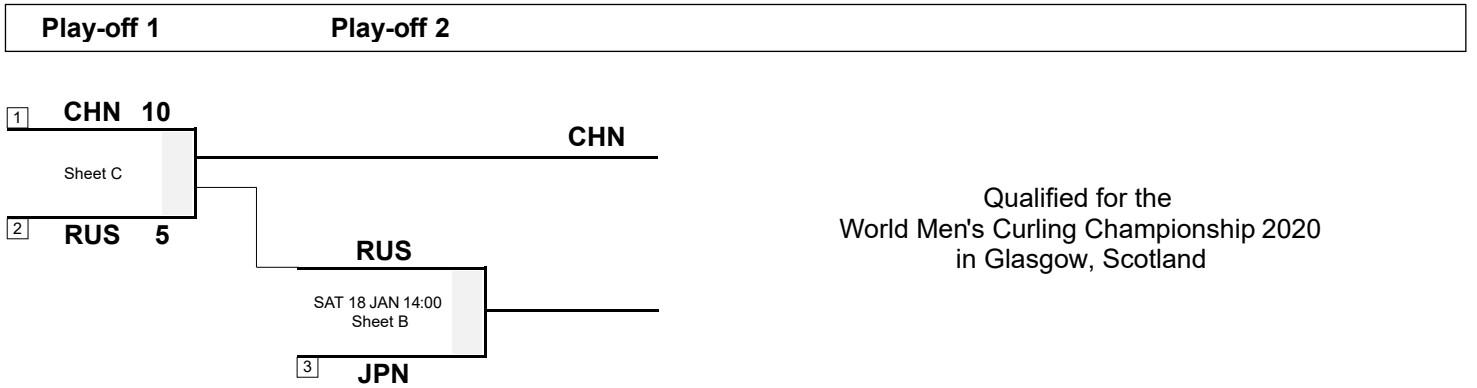 Play-off 1 Play-off 2
1 CHN 10
CHN
Sheet C
2 RUS 5
Qualified for the
World Men's Curling Championship 2020
in Glasgow, Scotland
RUS
SAT 18 JAN 14:00
Sheet B
3 JPN